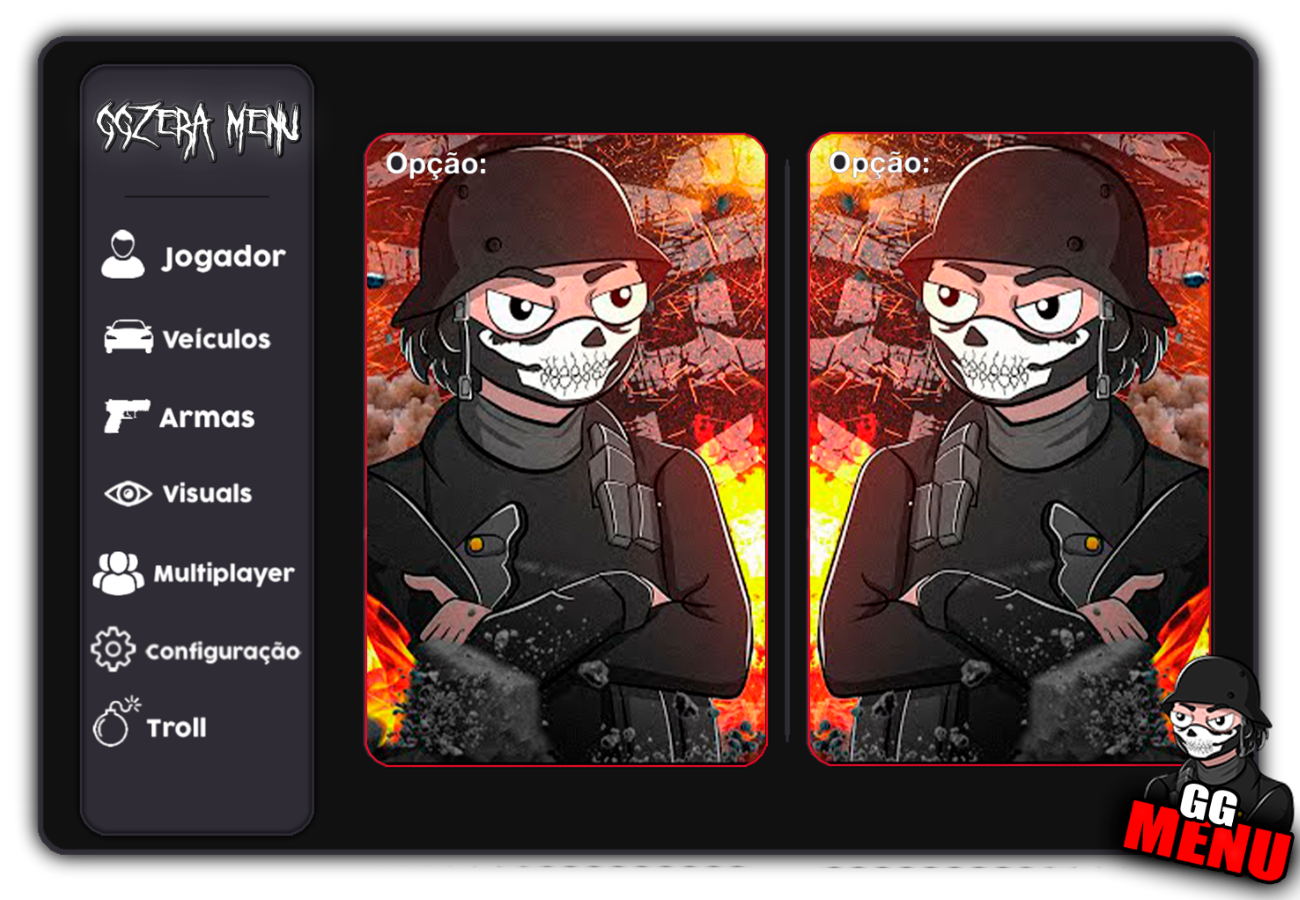 GGZERA MENU
Jogador
Veículos
Armas
Visuals
Multiplayer
Configuração
Troll
Opção:
Opção:
GG
MENU